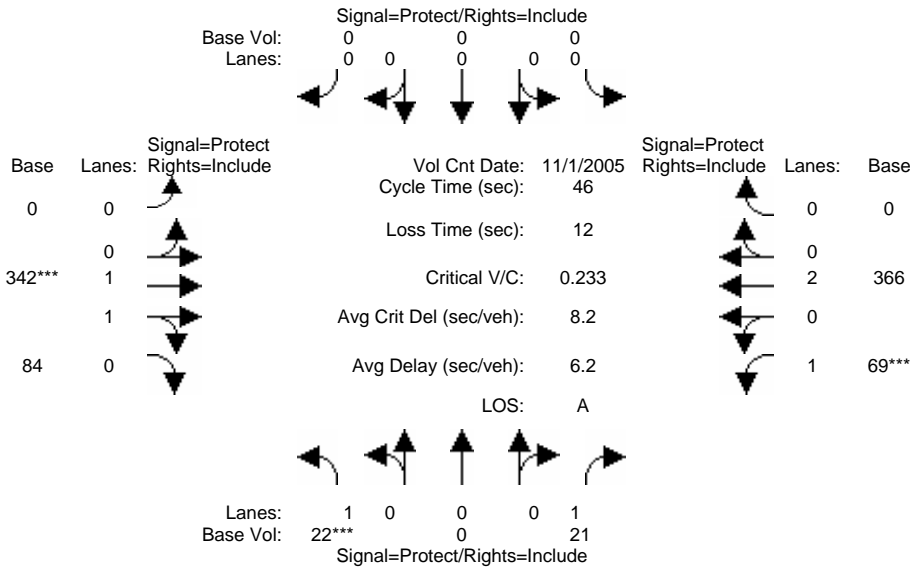 Signal=Protect/Rights=Include
Base Vol: 0 0 0
Lanes: 0 0 0 0 0
Signal=Protect Signal=Protect
Base Lanes: Rights=Include Vol Cnt Date: 11/1/2005 Rights=Include Lanes: Base
Cycle Time (sec): 46
0 0 0 0
Loss Time (sec): 12
0 0
342*** 1 Critical V/C: 0.233 2 366
1 Avg Crit Del (sec/veh): 8.2 0
84 0 Avg Delay (sec/veh): 6.2 1 69***
LOS: A
Lanes: 1 0 0 0 1
Base Vol: 22*** 0 21
Signal=Protect/Rights=Include